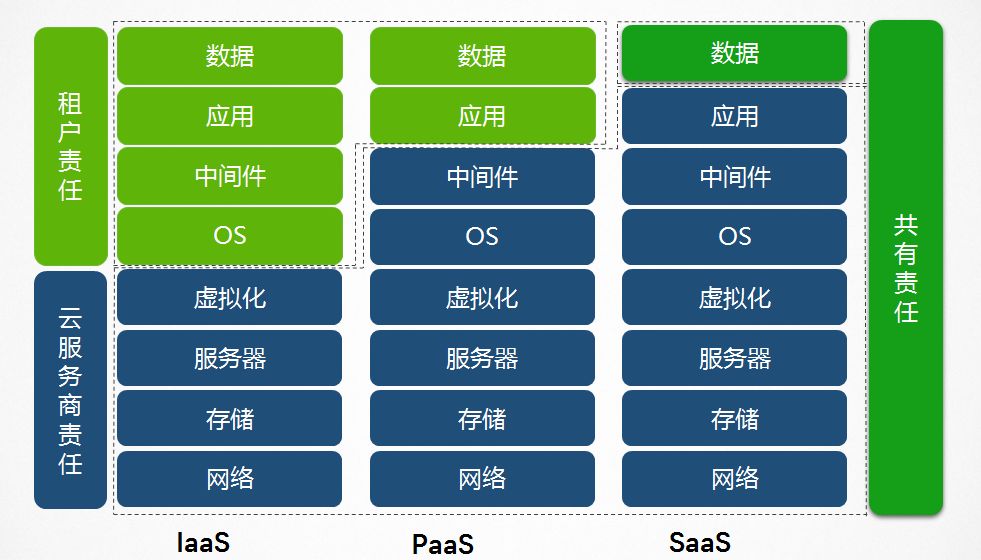 租户责任
云服务商责任
数据
应用
中间件
OS
虚拟化
服务器
存储
网络
IaaS
数据
应用
中间件
OS
虚拟化
服务器
存储
网络
PaaS
数据
应用
中间件
OS
虚拟化
服务器
存储
网络
SaaS
共有责任